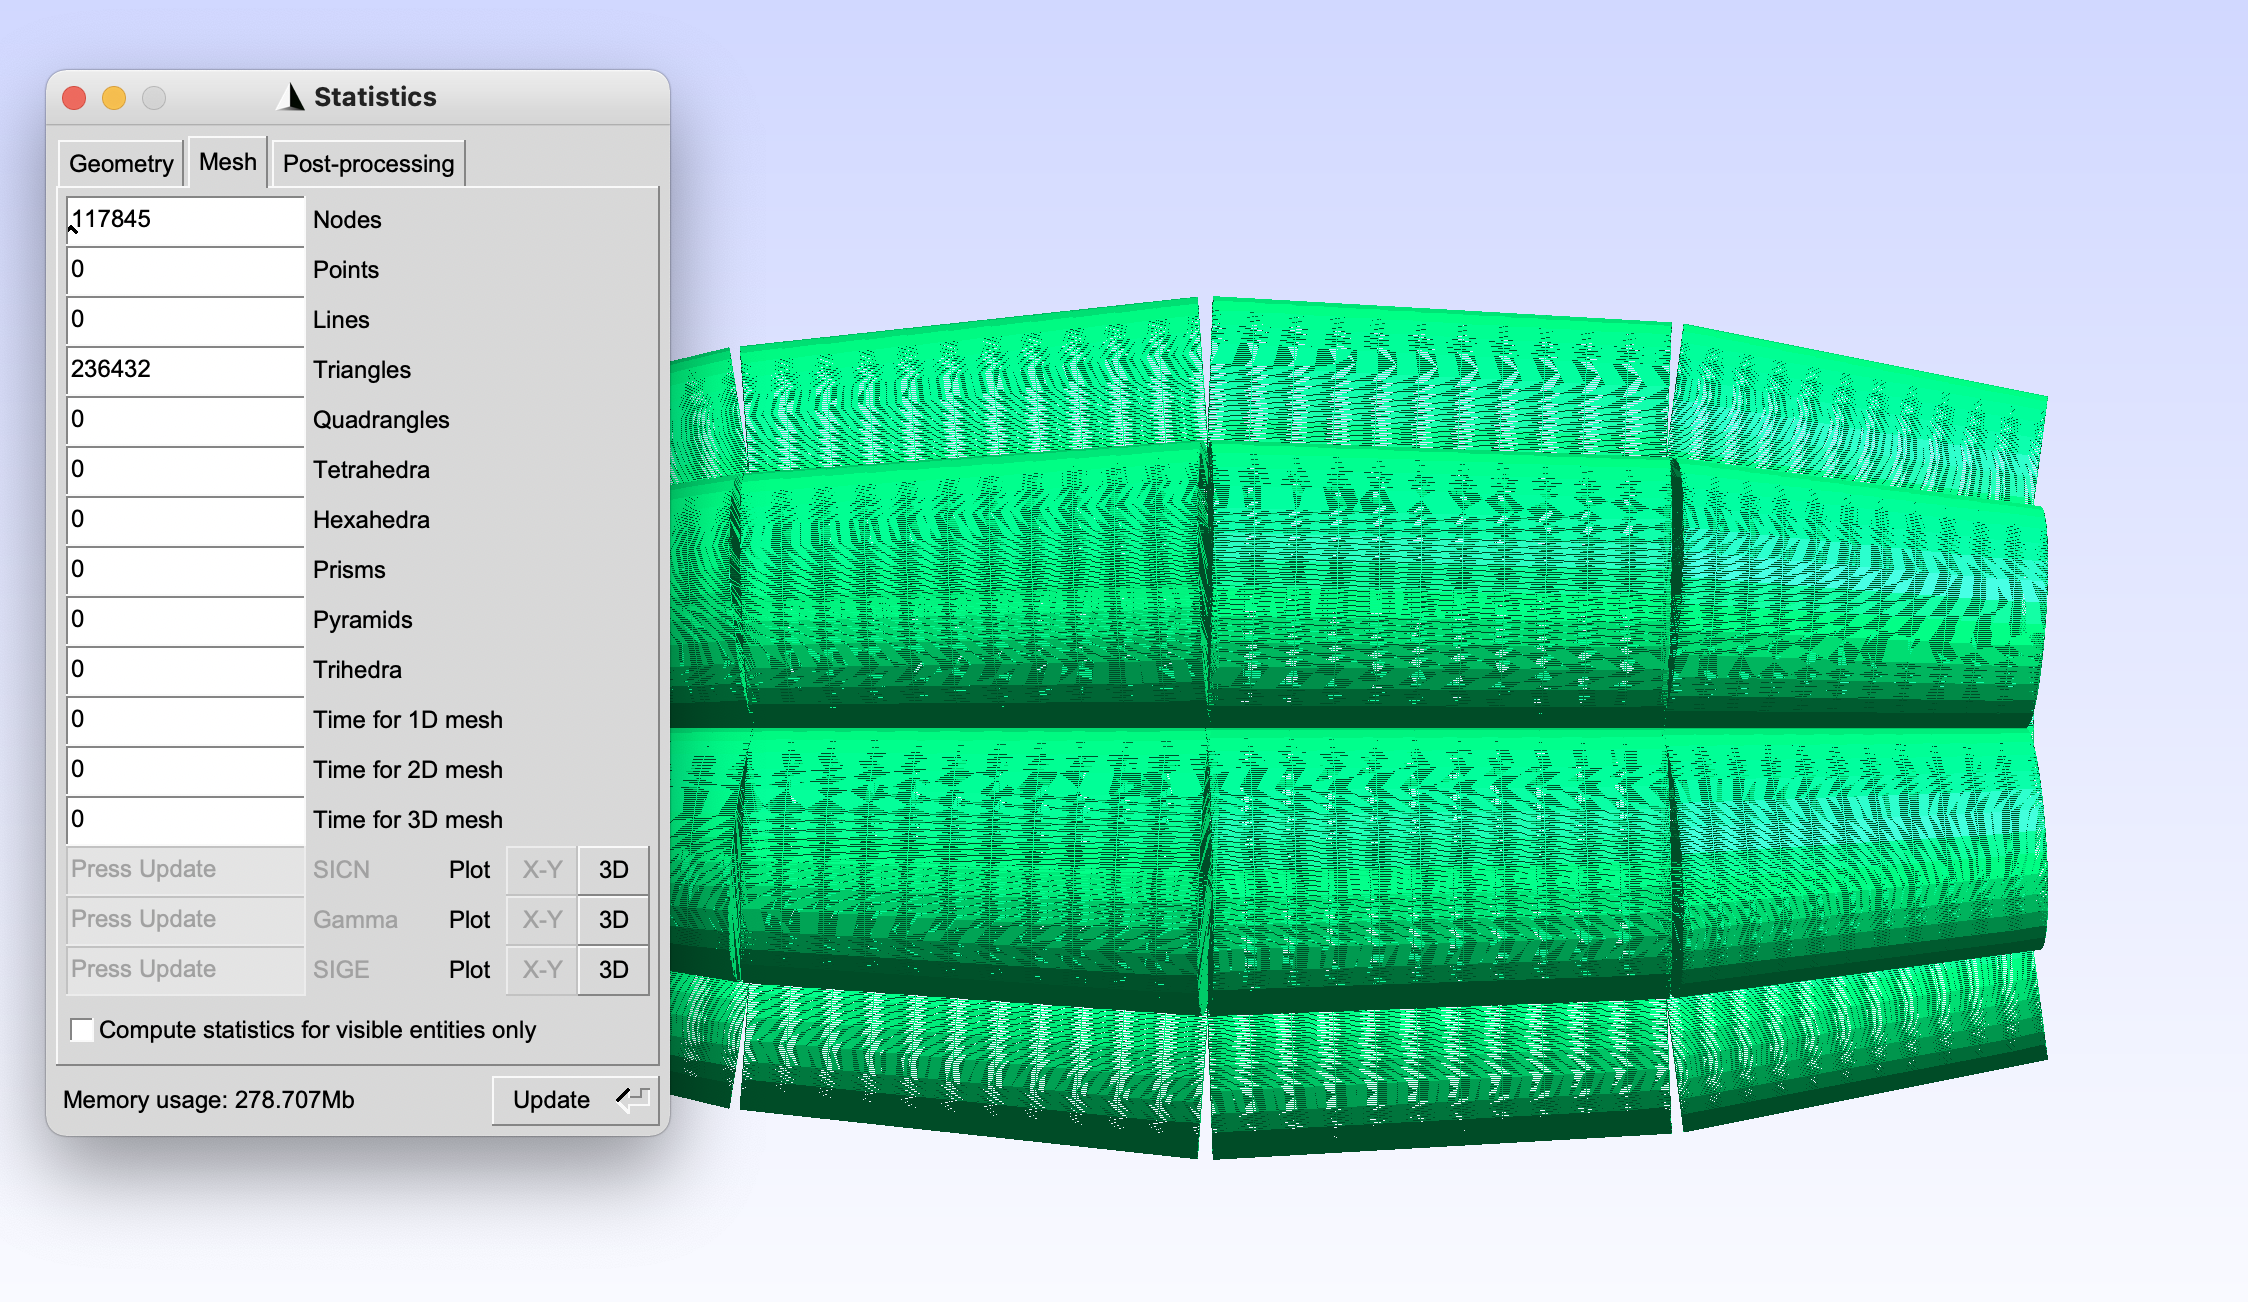 Statistics
Geometry Mesh Post-processing
117845 Nodes
0 Points
0 Lines
236432 Triangles
0 Quadrangles
0 Tetrahedra
0 Hexahedra
0 Prisms
0 Pyramids
0 Trihedra
0 Time for 1D mesh
0 Time for 2D mesh
0 Time for 3D mesh
Press Update SICN Plot X-Y 3D
Press Update Gamma Plot X-Y 3D
Press Update SIGE Plot X-Y 3D
Compute statistics for visible entities only
Memory usage: 278.707Mb Update